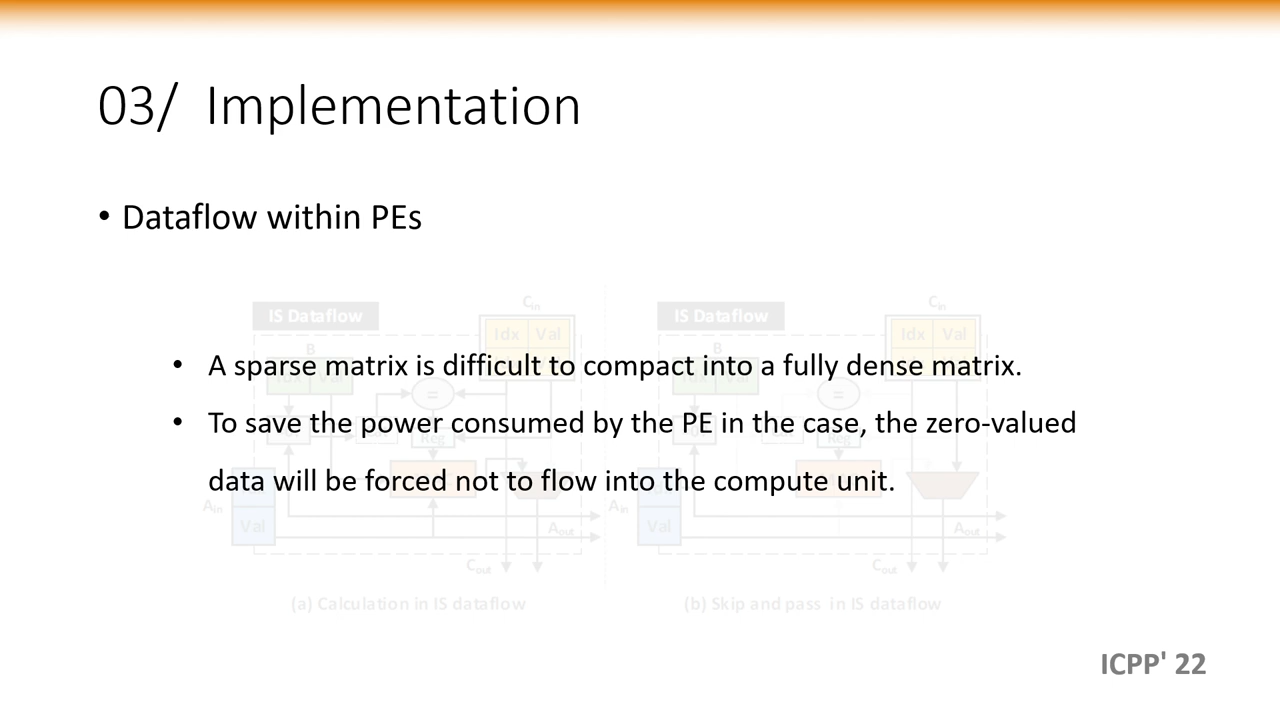 03/ Implementation
• Dataflow within PEs
IS Dataflow
Cin
Idx Val
B
IS Dataflow
Cin
Idx Val
B
• A sparse matrix is difficult to compact into a fully dense matrix.
=
=
• To save the power consumed by the PE in the case, the zero-valued
Reg
Reg
data will be forced not to flow into the compute unit.
Ain
Val
Aout
Cout
Ain
Val
Aout
Cout
(a) Calculation in IS dataflow
(b) Skip and pass in IS dataflow
ICPP' 22